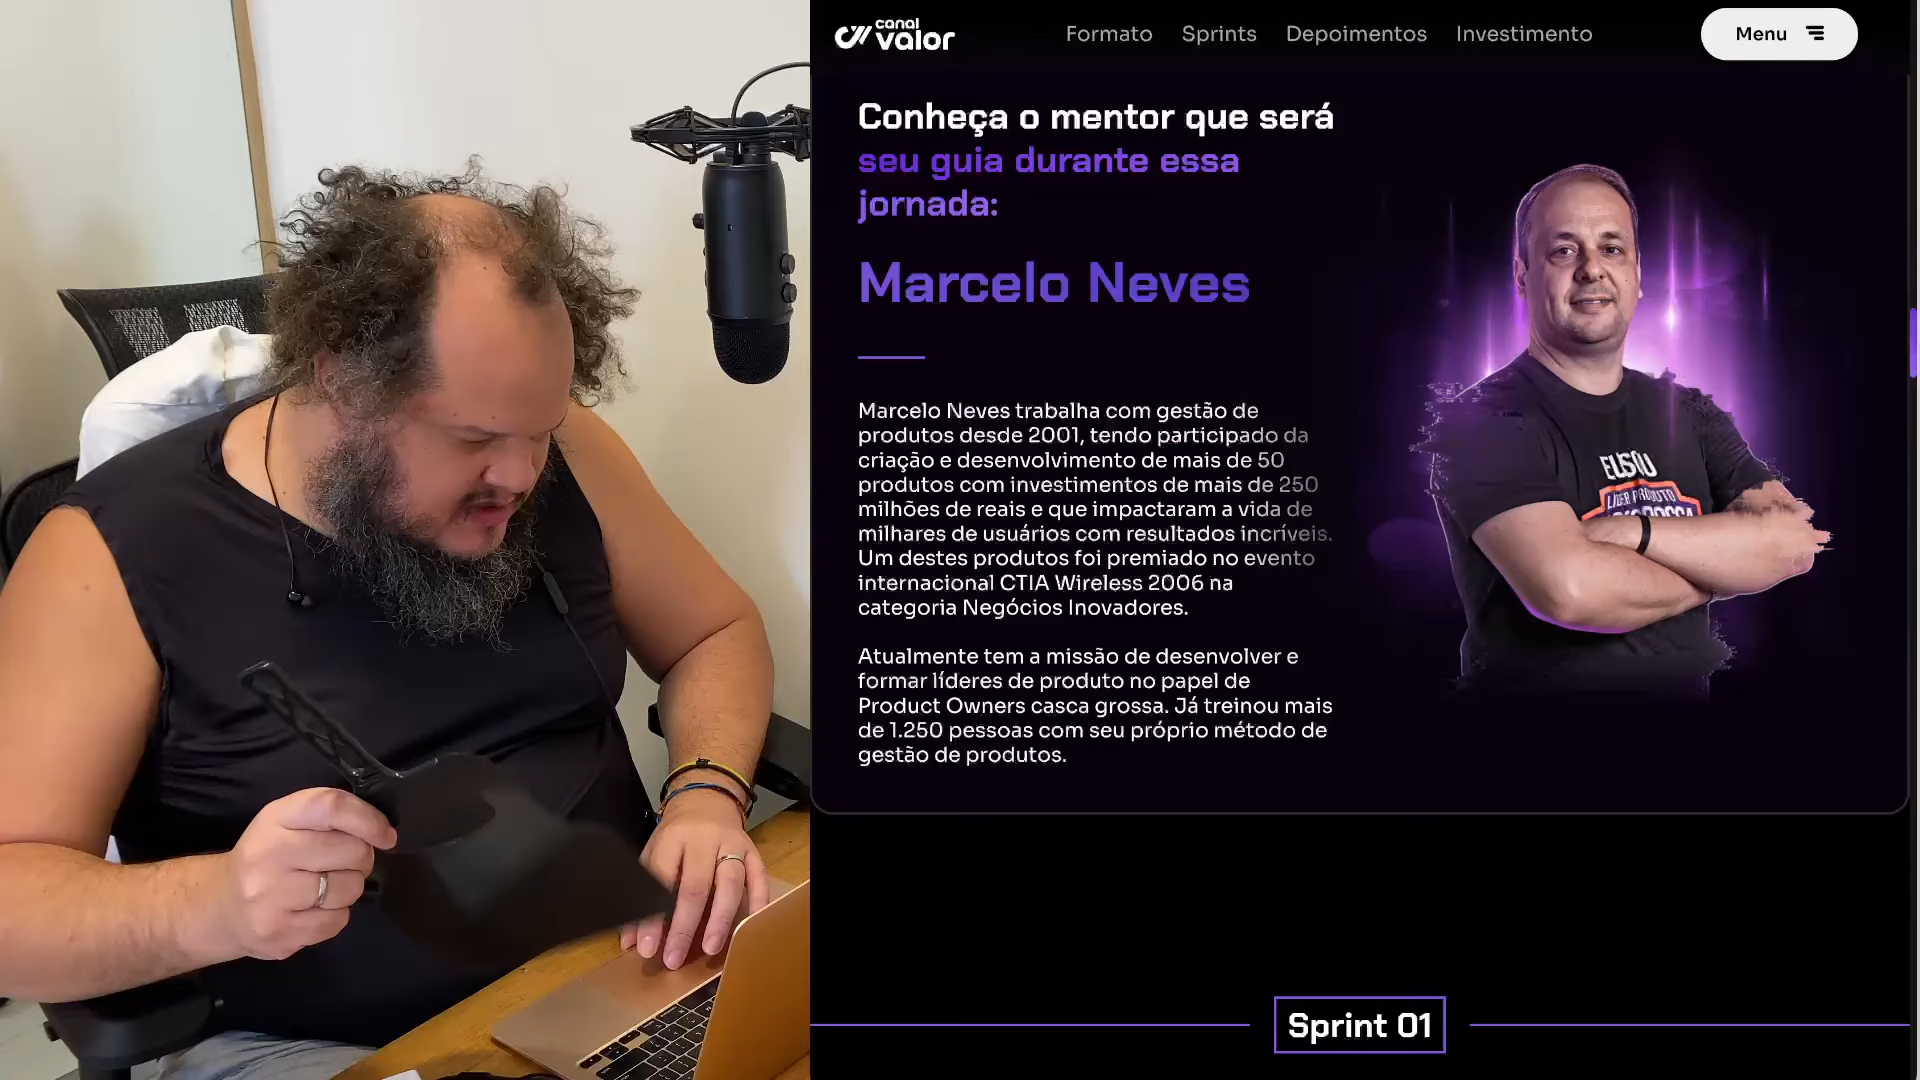 canal
valor
Formato
Sprints
Depoimentos
Investimento
Menu
Conheça o mentor que será
seu guia durante essa
jornada:
Marcelo Neves
Marcelo Neves trabalha com gestão de
produtos desde 2001, tendo participado da
criação e desenvolvimento de mais de 50
produtos com investimentos de mais de 250
milhões de reais e que impactaram a vida de
milhares de usuários com resultados incríveis.
Um destes produtos foi premiado no evento
internacional CTIA Wireless 2006 na
categoria Negócios Inovadores.
Atualmente tem a missão de desenvolver e
formar líderes de produto no papel de
Product Owners casca grossa. Já treinou mais
de 1.250 pessoas com seu próprio método de
gestão de produtos.
EU SOU
LÍDER PRODUTO
Sprint 01